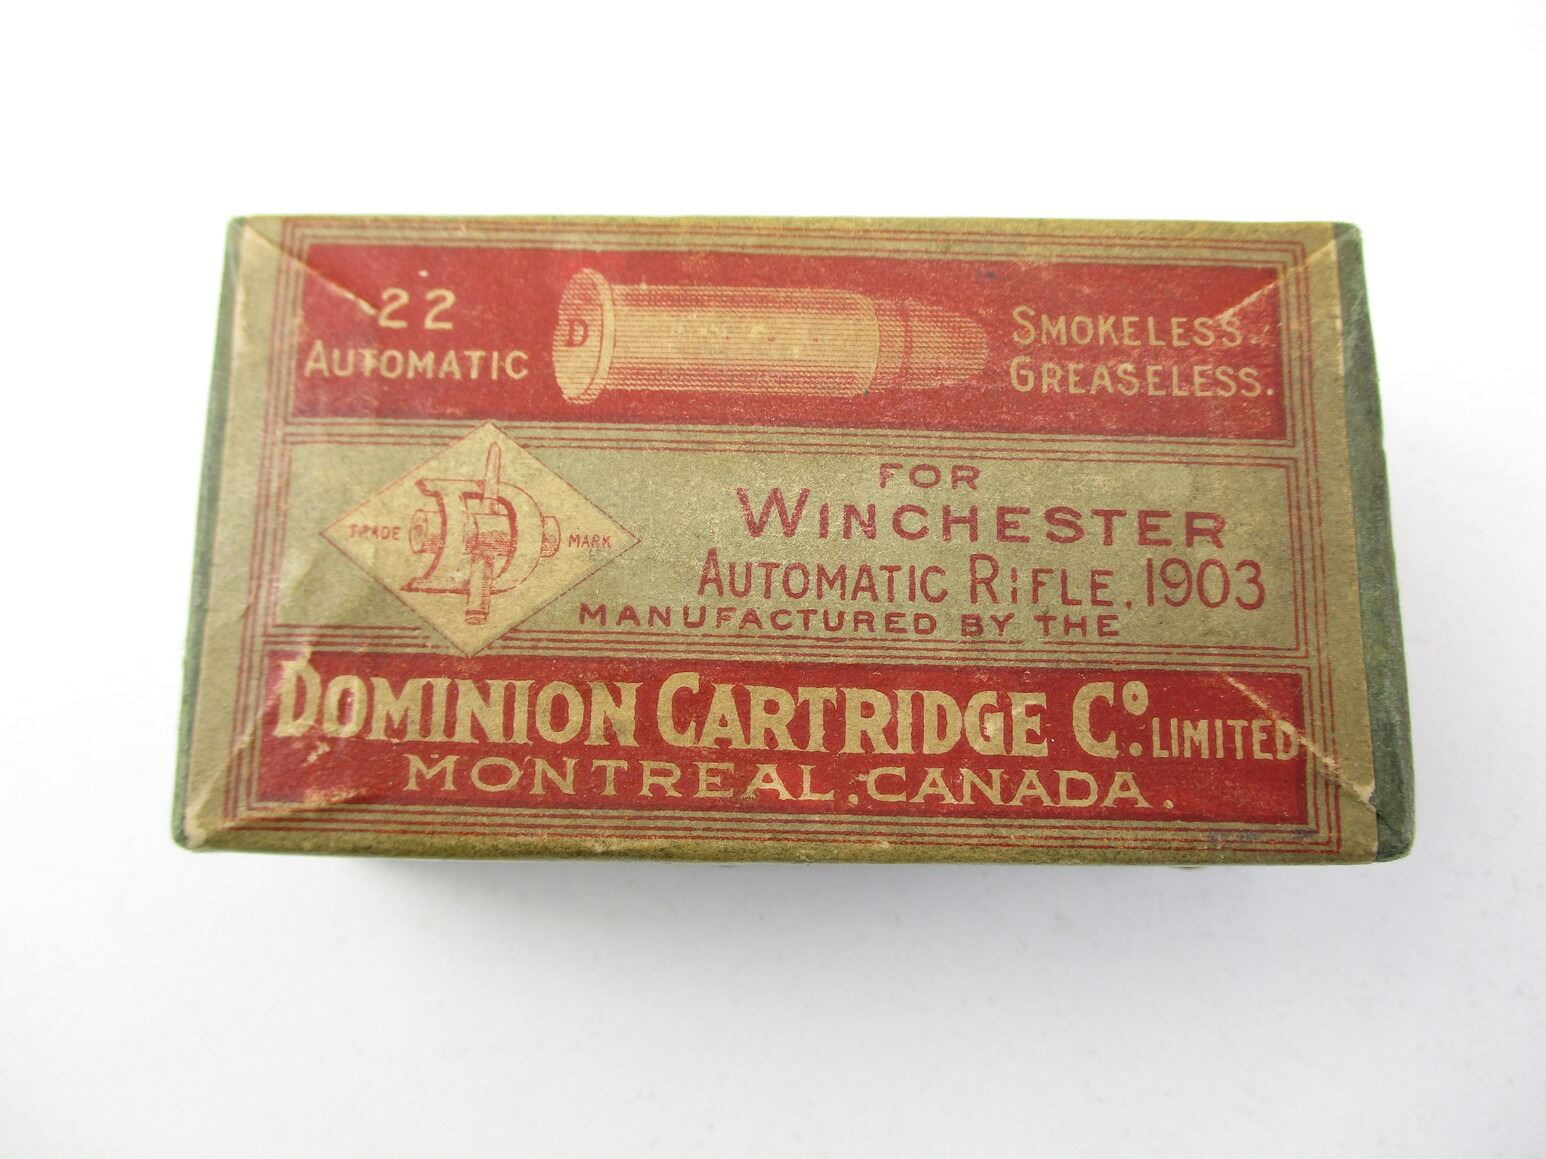 22
AUTOMATIC
D
SMOKELESS.
GREASELESS.
TRADE MARK
FOR
WINCHESTER
AUTOMATIC RIFLE, 1903
MANUFACTURED BY THE
DOMINION CARTRIDGE Cº. LIMITED
MONTREAL, CANADA.